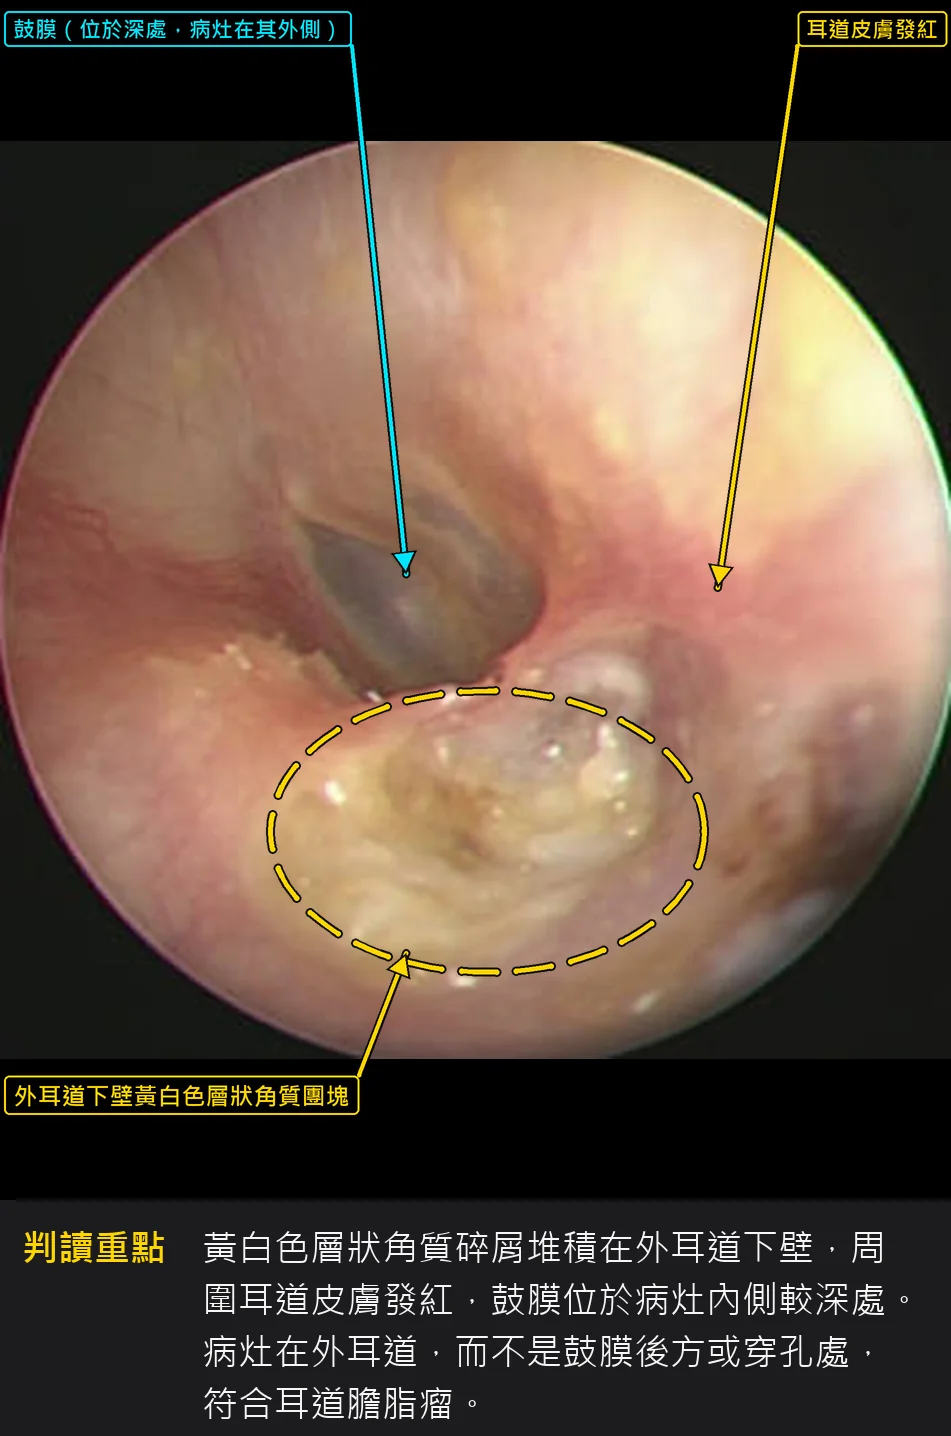 鼓膜（位於深處，病灶在其外側）
耳道皮膚發紅
外耳道下壁黃白色層狀角質團塊
判讀重點
黃白色層狀角質碎屑堆積在外耳道下壁，周
圍耳道皮膚發紅，鼓膜位於病灶內側較深處。
病灶在外耳道，而不是鼓膜後方或穿孔處，
符合耳道膽脂瘤。